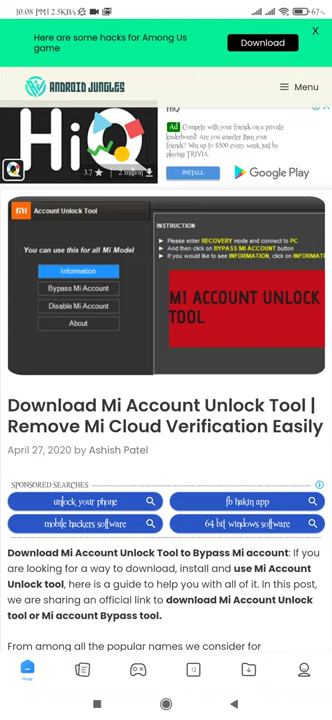 10:08 PM | 2.5KB/s
67%
Here are some hacks for Among Us
game
Download
X
ANDROID JUNGLES
Menu
HiQ
HiQ
3.7 ★ | 2 million
Ad Compete with your friends on a private
leaderboard! Are you smarter than your
friends? Win up to $500 every week just by
playing TRIVIA.
INSTALL
Google Play
Account Unlock Tool
You can use this for all Mi Model
Information
Bypass Mi Account
Disable Mi Account
About
INSTRUCTION
Please enter RECOVERY mode and connect to PC
And then click on BYPASS MI ACCOUNT button
If you would like to see INFORMATION, click on INFORMATI
MI ACCOUNT UNLOCK
TOOL
Download Mi Account Unlock Tool |
Remove Mi Cloud Verification Easily
April 27, 2020 by Ashish Patel
SPONSORED SEARCHES
unlock your phone
fb hakin app
mobile hackers software
64 bit windows software
Download Mi Account Unlock Tool to Bypass Mi account: If you
are looking for a way to download, install and use Mi Account
Unlock tool, here is a guide to help you with all of it. In this post,
we are sharing an official link to download Mi Account Unlock
tool or Mi account Bypass tool.
From among all the popular names we consider for
Home
12